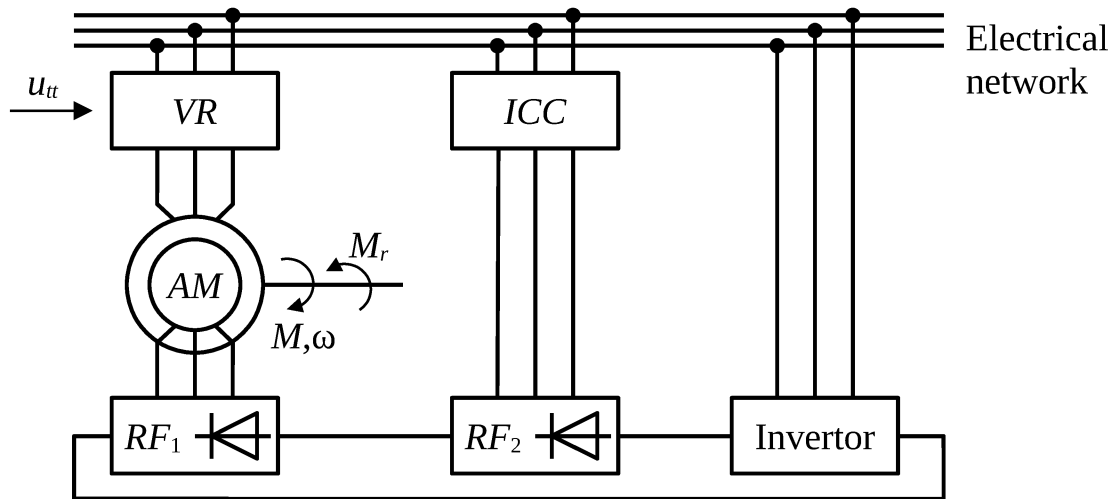 Electrical
network
u_tt
VR
ICC
M_r
AM
M,ω
RF_1
RF_2
Invertor